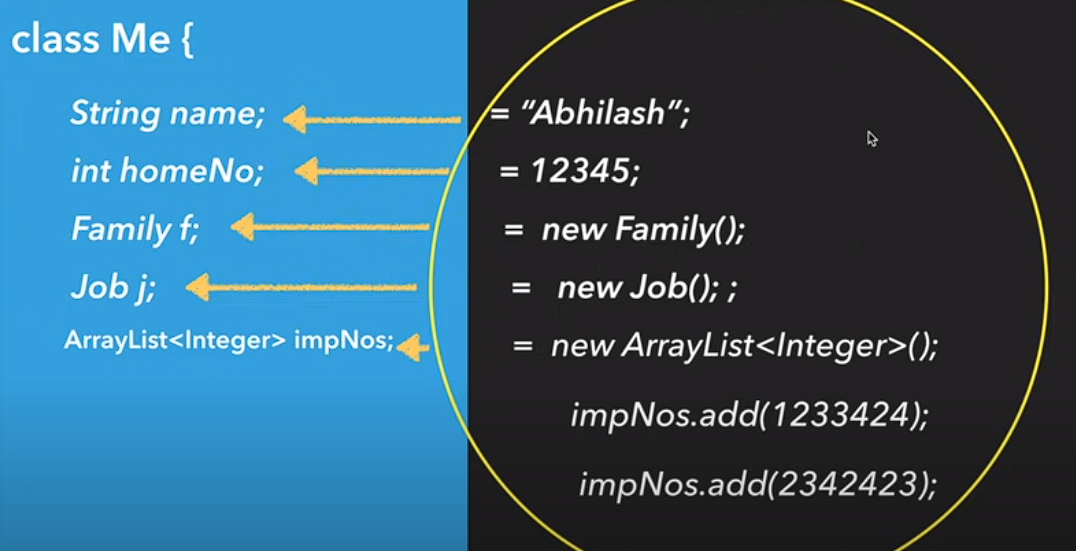 class Me {
String name; = “Abhilash”;
int homeNo; = 12345;
Family f; = new Family();
Job j; = new Job(); ;
ArrayList<Integer> impNos; = new ArrayList<Integer>();
impNos.add(1233424);
impNos.add(2342423);